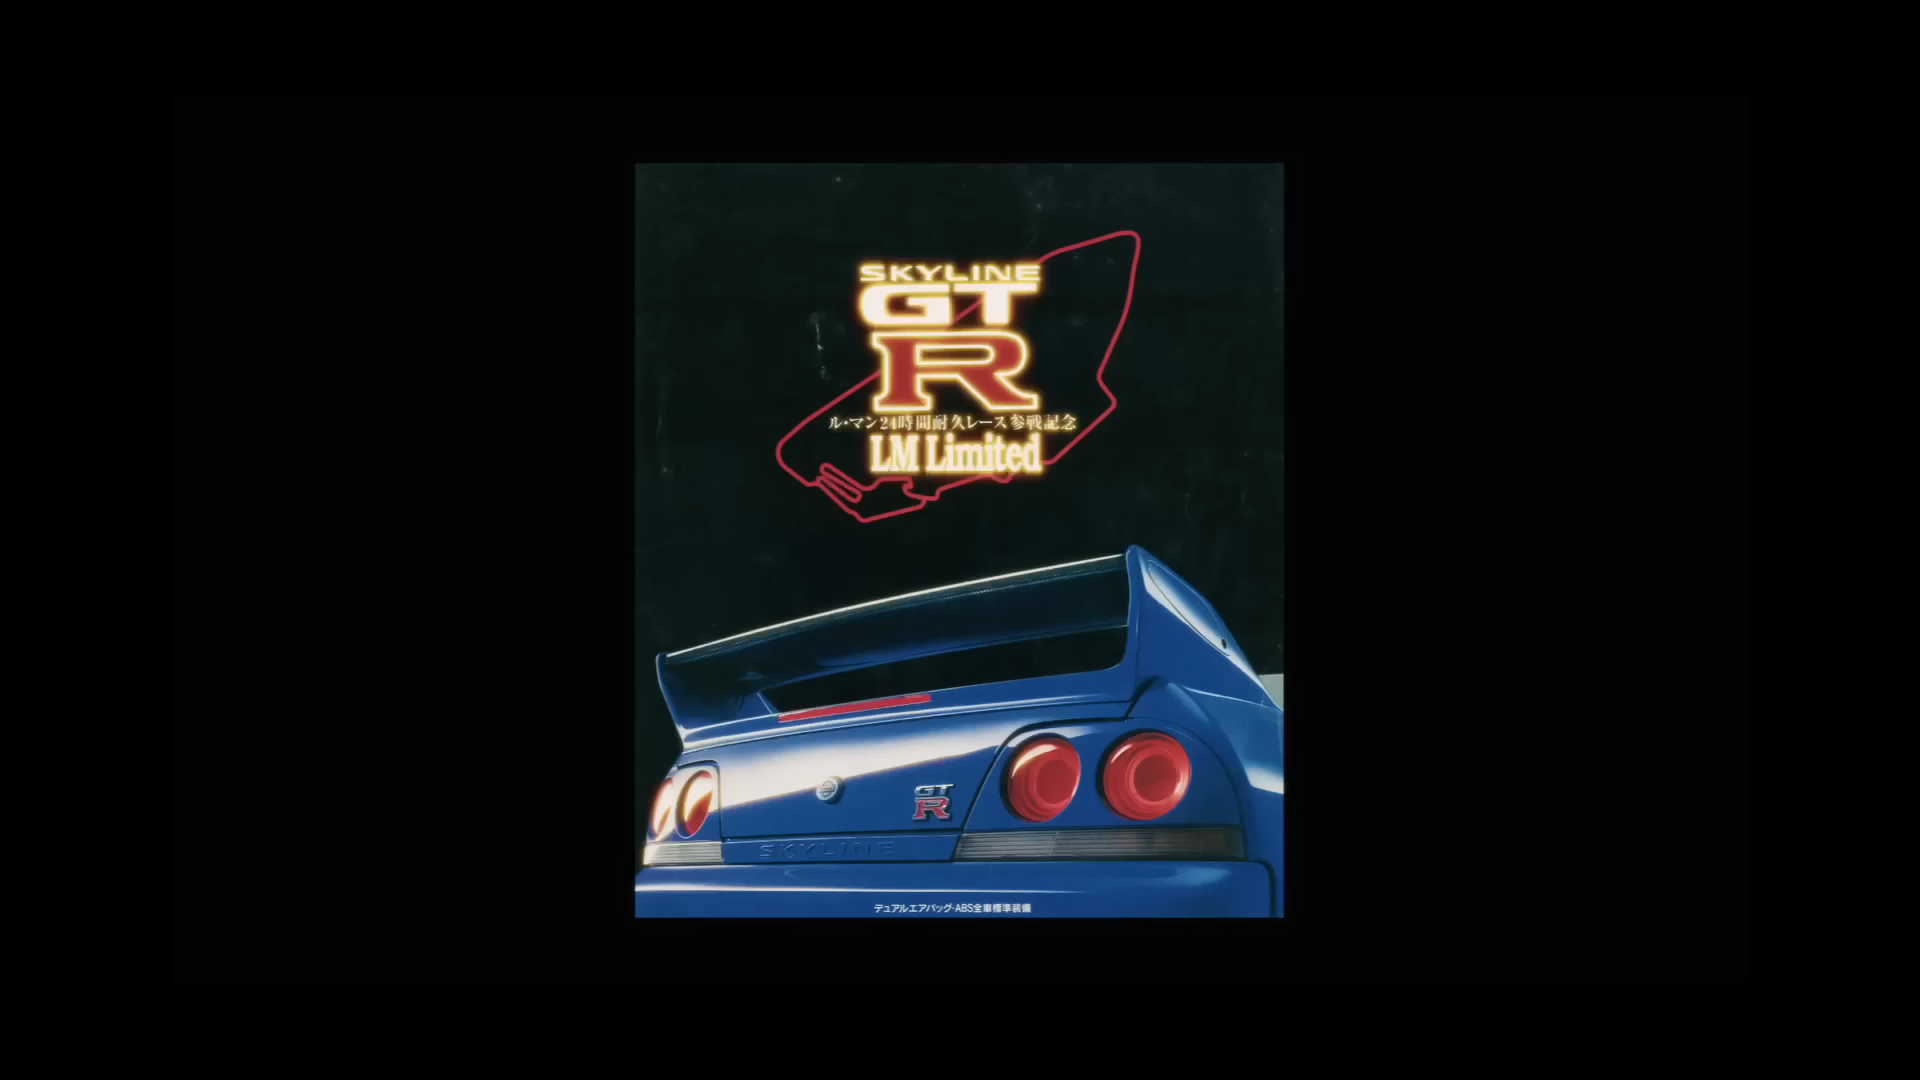 SKYLINE
GT
R
ル・マン24時間耐久レース参戦記念
LM Limited
GT
R
SKYLINE
デュアルエアバッグ・ABS全車標準装備